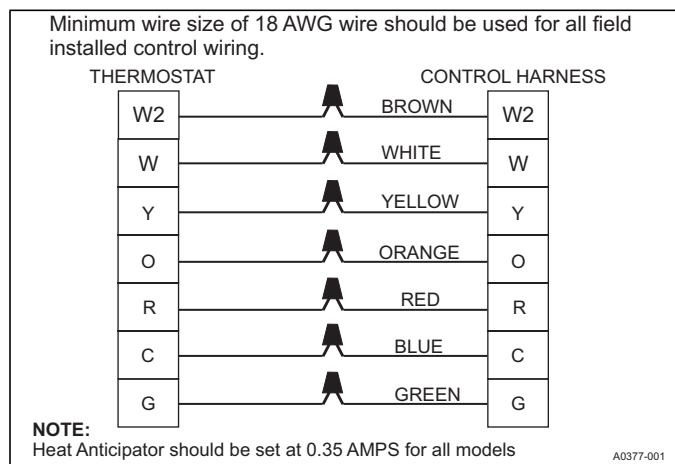 Minimum wire size of 18 AWG wire should be used for all field
installed control wiring.
THERMOSTAT CONTROL HARNESS
W2 BROWN W2
W WHITE W
Y YELLOW Y
O ORANGE O
R RED R
C BLUE C
G GREEN G
NOTE:
Heat Anticipator should be set at 0.35 AMPS for all models
A0377-001